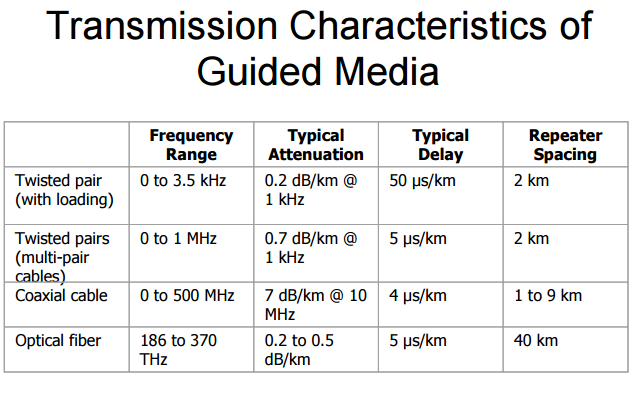 Transmission Characteristics of
Guided Media
Frequency Range Typical Attenuation Typical Delay Repeater Spacing
Twisted pair (with loading) 0 to 3.5 kHz 0.2 dB/km @ 1 kHz 50 µs/km 2 km
Twisted pairs (multi-pair cables) 0 to 1 MHz 0.7 dB/km @ 1 kHz 5 µs/km 2 km
Coaxial cable 0 to 500 MHz 7 dB/km @ 10 MHz 4 µs/km 1 to 9 km
Optical fiber 186 to 370 THz 0.2 to 0.5 dB/km 5 µs/km 40 km